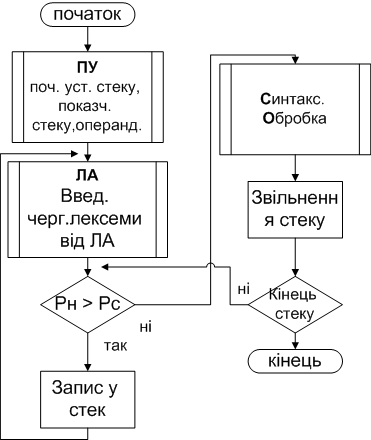 початок
ПУ
поч. уст. стеку,
показч.
стеку,операнд.
ЛА
Введ.
черг.лексеми
від ЛА
Рн > Рс
ні
так
Запис у
стек
Синтакс.
Обробка
Звільненн
я стеку
Кінець
стеку
ні
кінець